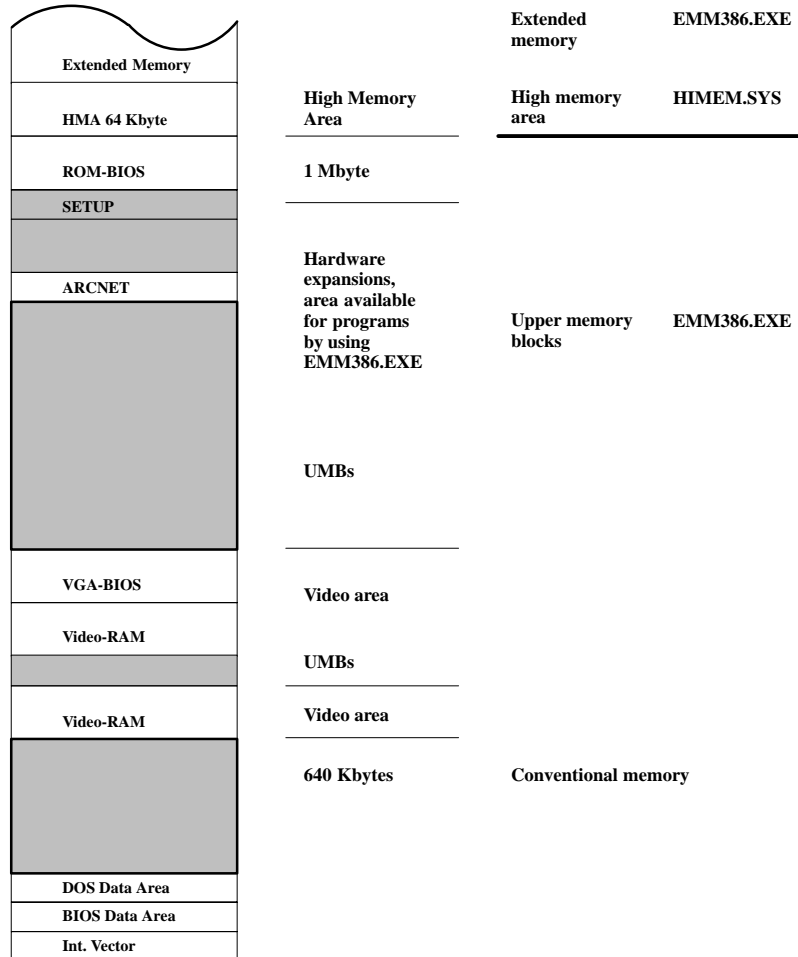 Extended EMM386.EXE
memory
Extended Memory
High Memory High memory HIMEM.SYS
Area area
HMA 64 Kbyte
ROM-BIOS 1 Mbyte
SETUP
Hardware
expansions,
ARCNET area available
for programs Upper memory EMM386.EXE
by using blocks
EMM386.EXE
UMBs
VGA-BIOS Video area
Video-RAM
UMBs
Video-RAM Video area
640 Kbytes Conventional memory
DOS Data Area
BIOS Data Area
Int. Vector